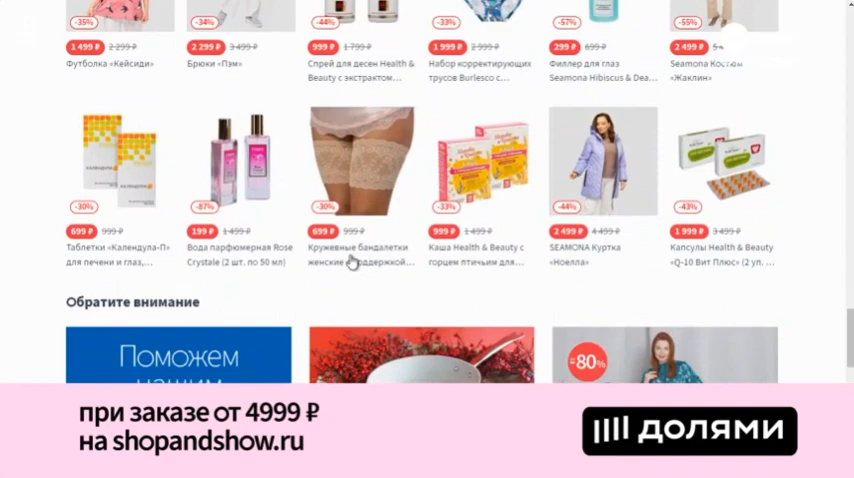 -35%
-34%
-44%
-33%
-57%
-55%
1 499 ₽ 2 299 ₽
2 299 ₽ 3 499 ₽
999 ₽ 1 799 ₽
1 999 ₽ 2 999 ₽
299 ₽ 699 ₽
2 499 ₽
Футболка «Кейсиди»
Брюки «Пэм»
Спрей для десен Health &
Beauty с экстрактом...
Набор корректирующих
трусов Burlesco с...
Филлер для глаз
Seamona Hibiscus & Dea...
Seamona Костюм
«Жаклин»
КАЛЕНДУЛА-П
-30%
-87%
-30%
-33%
-44%
-43%
699 ₽ 999 ₽
199 ₽ 1 499 ₽
699 ₽ 999 ₽
999 ₽ 1 499 ₽
2 499 ₽ 4 499 ₽
1 999 ₽ 3 499 ₽
Таблетки «Календула-П»
для печени и глаз,...
Вода парфюмерная Rose
Crystale (2 шт. по 50 мл)
Кружевные бандалетки
женские
Каша Health & Beauty с
горцем птичьим для...
SEAMONA Куртка
«Ноелла»
Капсулы Health & Beauty
«Q-10 Вит Плюс» (2 уп. ...
Обратите внимание
Поможем
нашим
-80%
при заказе от 4999 ₽
на shopandshow.ru
долями